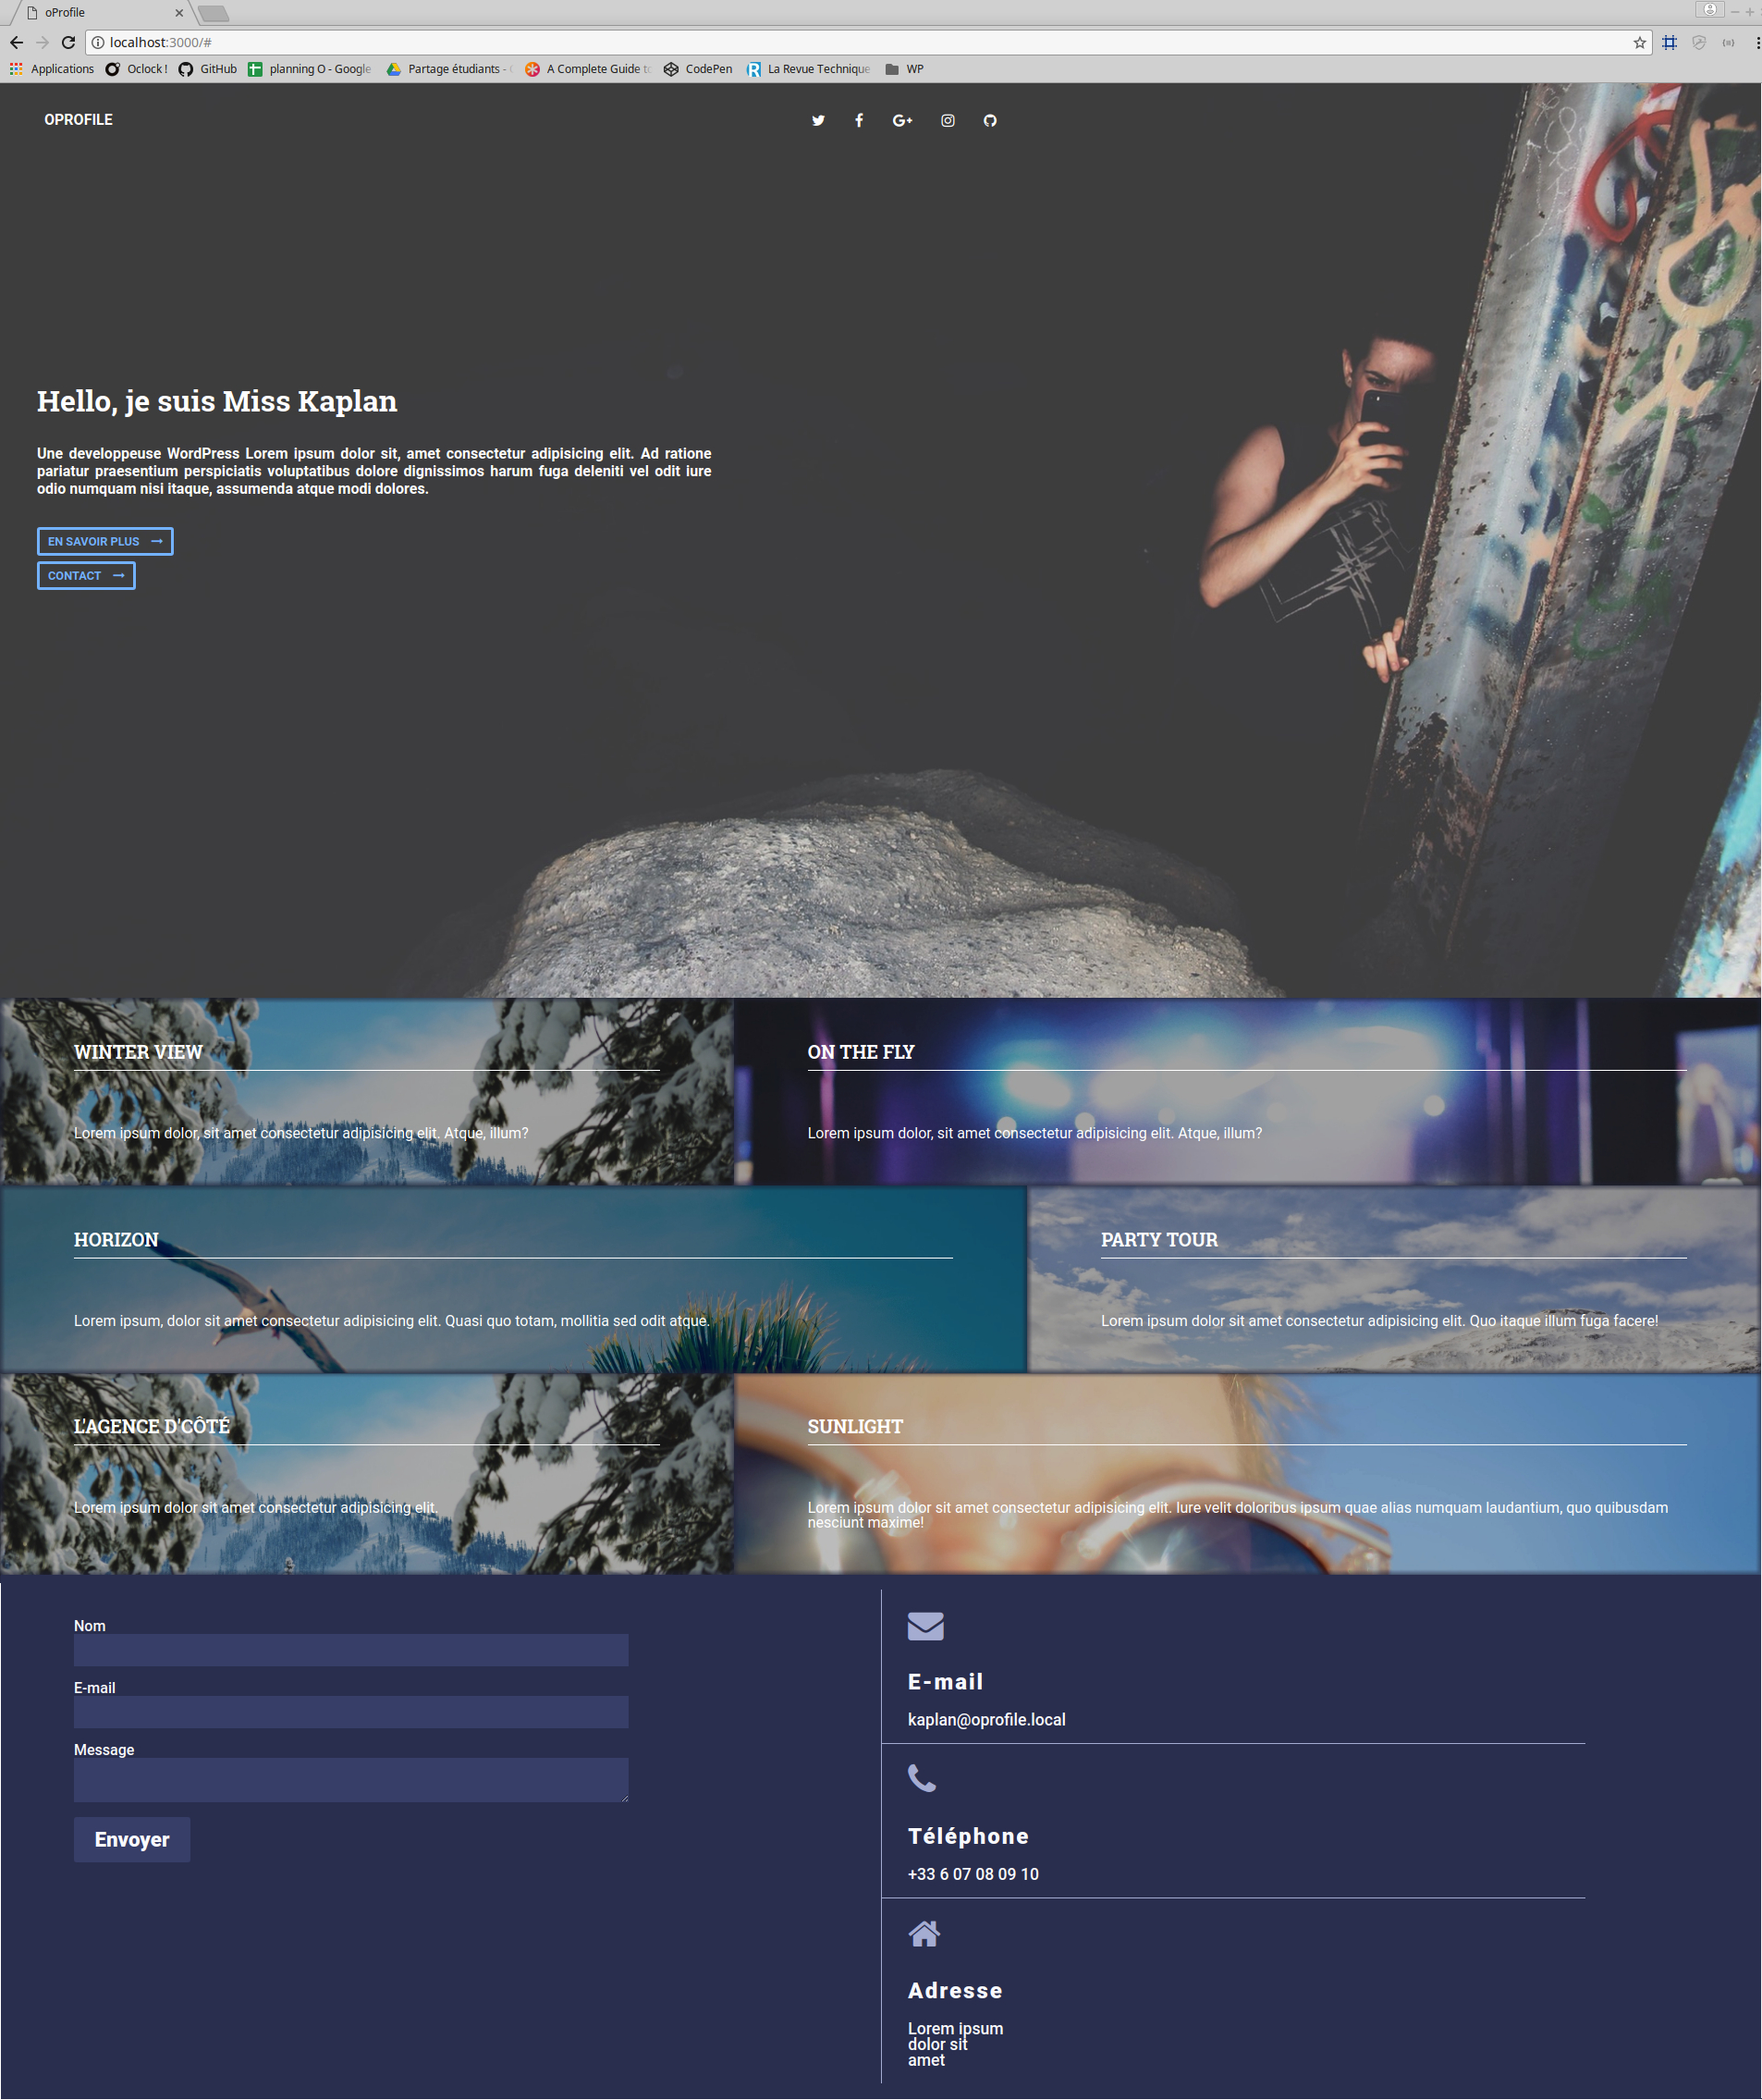 oProfile
localhost:3000/#
Applications Oclock ! GitHub planning O - Google Partage étudiants - A Complete Guide to CodePen La Revue Technique WP
OPROFILE
Hello, je suis Miss Kaplan
Une developpeuse WordPress Lorem ipsum dolor sit, amet consectetur adipisicing elit. Ad ratione
pariatur praesentium perspiciatis voluptatibus dolore dignissimos harum fuga deleniti vel odit iure
odio numquam nisi itaque, assumenda atque modi dolores.
EN SAVOIR PLUS
CONTACT
WINTER VIEW
Lorem ipsum dolor, sit amet consectetur adipisicing elit. Atque, illum?
ON THE FLY
Lorem ipsum dolor, sit amet consectetur adipisicing elit. Atque, illum?
HORIZON
Lorem ipsum, dolor sit amet consectetur adipisicing elit. Quasi quo totam, mollitia sed odit atque.
PARTY TOUR
Lorem ipsum dolor sit amet consectetur adipisicing elit. Quo itaque illum fuga facere!
L'AGENCE D'CÔTÉ
Lorem ipsum dolor sit amet consectetur adipisicing elit.
SUNLIGHT
Lorem ipsum dolor sit amet consectetur adipisicing elit. Iure velit doloribus ipsum quae alias numquam laudantium, quo quibusdam
nesciunt maxime!
Nom
E-mail
Message
Envoyer
E-mail
kaplan@oprofile.local
Téléphone
+33 6 07 08 09 10
Adresse
Lorem ipsum
dolor sit
amet